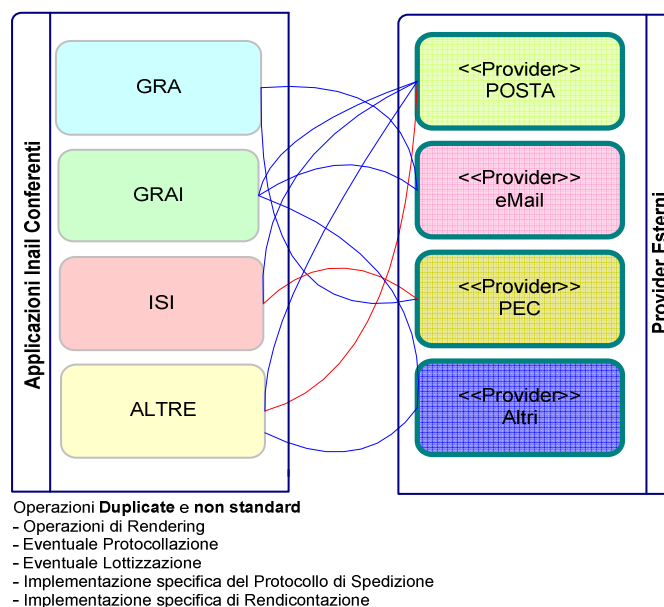 Applicazioni Inail Conferenti
GRA
GRAI
ISI
ALTRE
<<Provider>>
POSTA
<<Provider>>
eMail
<<Provider>>
PEC
<<Provider>>
Altri
Provider Esterni
Operazioni Duplicate e non standard
- Operazioni di Rendering
- Eventuale Protocollazione
- Eventuale Lottizzazione
- Implementazione specifica del Protocollo di Spedizione
- Implementazione specifica di Rendicontazione